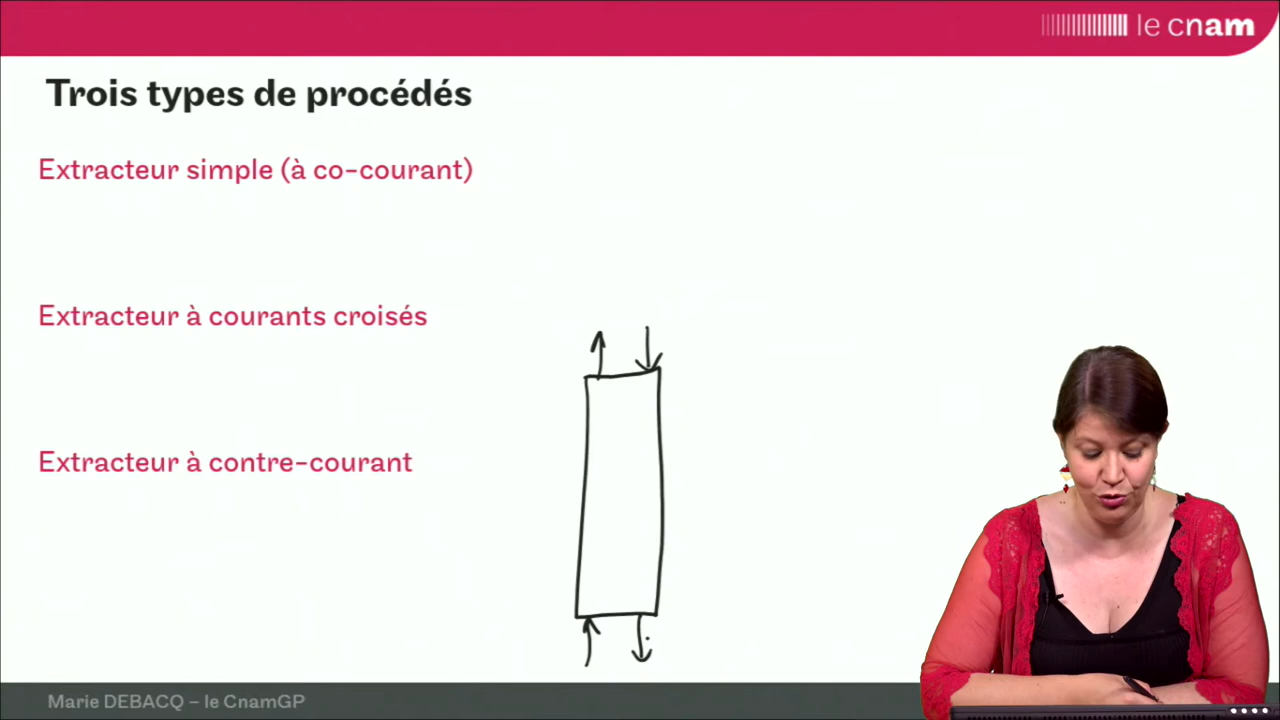 le cnam
Trois types de procédés
Extracteur simple (à co-courant)
Extracteur à courants croisés
Extracteur à contre-courant
Marie DEBACQ – le CnamGP